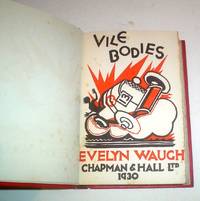 VILE
BODIES
EVELYN WAUGH
CHAPMAN & HALL LTD
1930